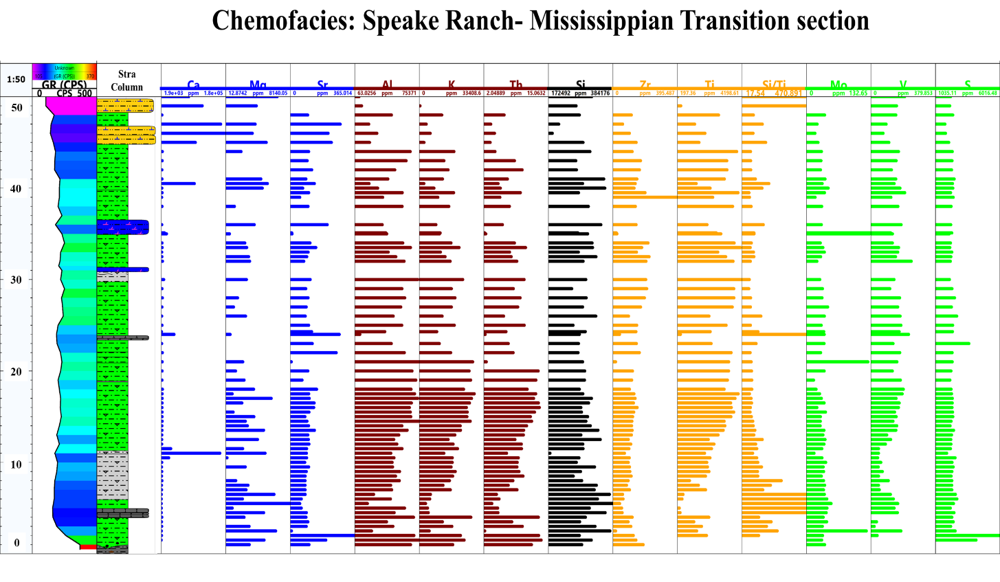 Chemofacies: Speake Ranch- Mississippian Transition section
1:50
Unknown
105 (GR (CPS)) 370
GR (CPS)
0 CPS 500
Stra
Column
Ca
1.9e+03 ppm 1.8e+05
Mg
12.8742 ppm 8140.05
Sr
0 ppm 365.014
Al
63.0256 ppm 75371
K
0 ppm 33408.6
Th
2.04889 ppm 15.0632
Si
172492 ppm 384176
Zr
0 ppm 395.487
Ti
197.36 ppm 4198.61
Si/Ti
17.54 470.891
Mo
0 ppm 132.65
V
0 ppm 379.853
S
1035.11 ppm 6016.48
50
40
30
20
10
0